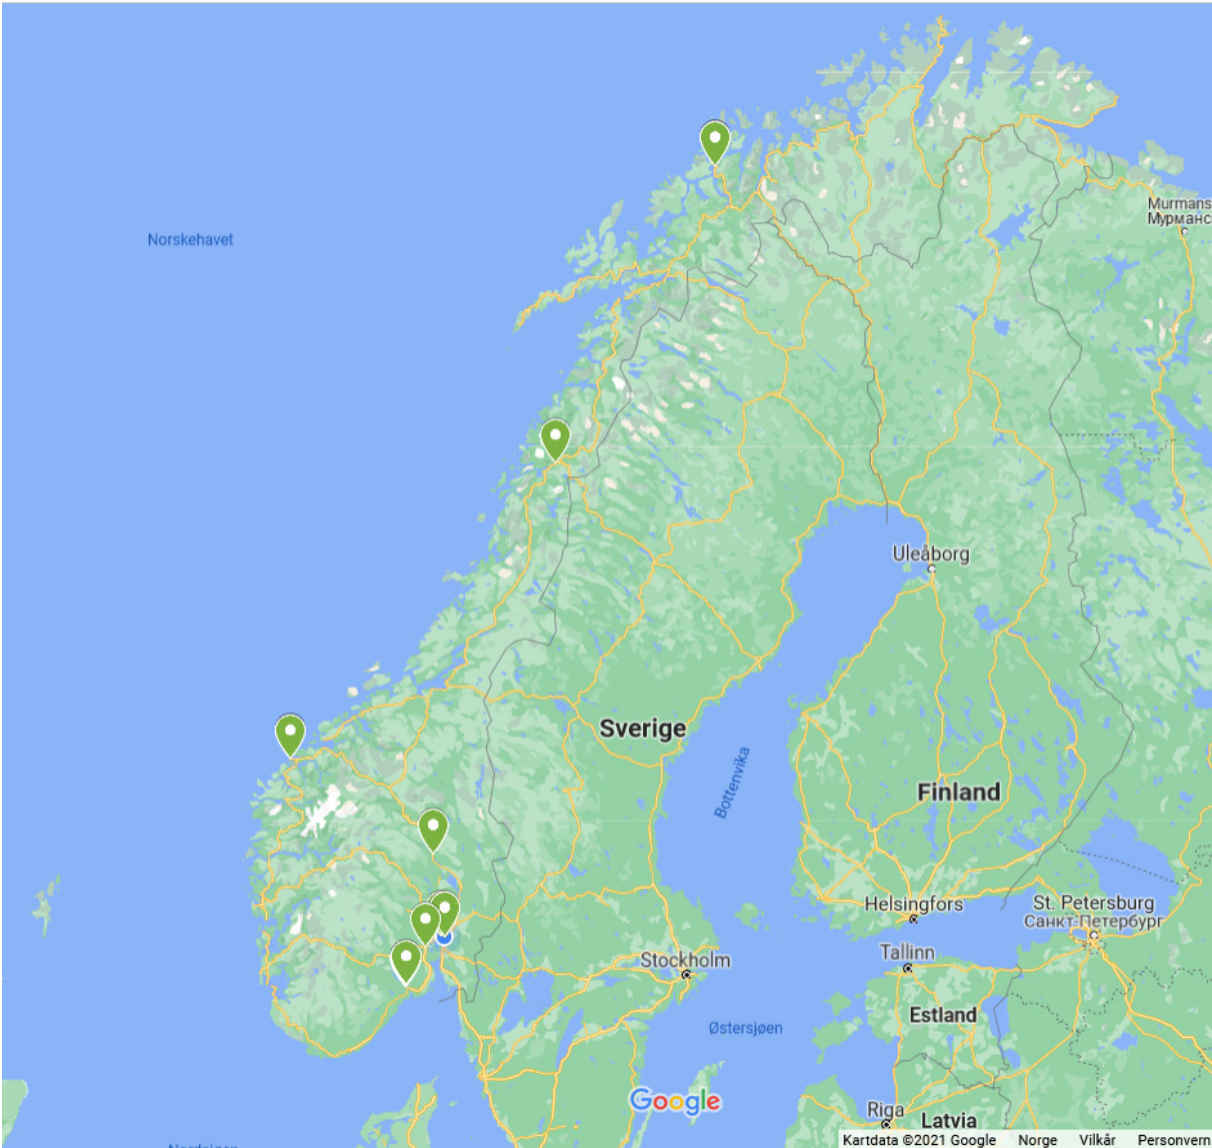 Murmans
Мурманс
Norskehavet
Uleåborg
Sverige
Bottenvika
Finland
Helsingfors
St. Petersburg
Санкт-Петербург
Tallinn
Stockholm
Estland
Østersjøen
Google
Riga
Latvia
Kartdata ©2021 Google Norge Vilkår Personvern